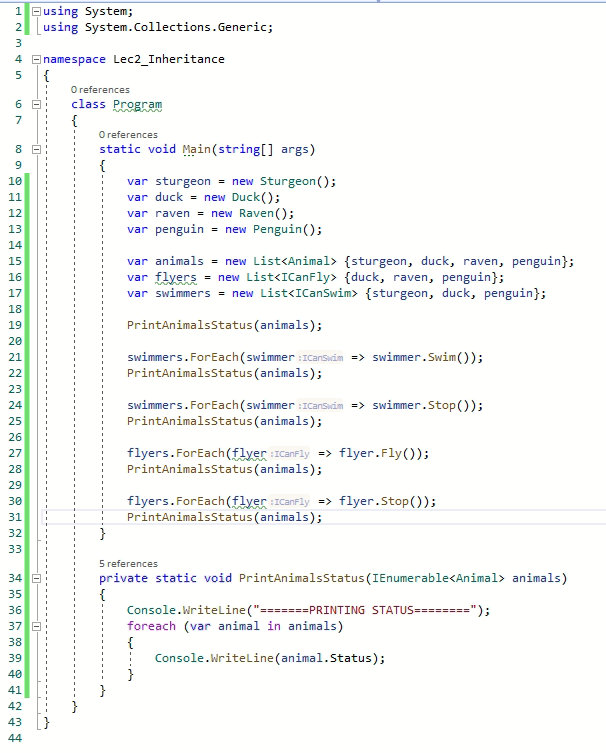 1 using System;
2 using System.Collections.Generic;
3
4 namespace Lec2_Inheritance
5 {
0 references
6 class Program
7 {
0 references
8 static void Main(string[] args)
9 {
10 var sturgeon = new Sturgeon();
11 var duck = new Duck();
12 var raven = new Raven();
13 var penguin = new Penguin();
14
15 var animals = new List<Animal> {sturgeon, duck, raven, penguin};
16 var flyers = new List<ICanFly> {duck, raven, penguin};
17 var swimmers = new List<ICanSwim> {sturgeon, duck, penguin};
18
19 PrintAnimalsStatus(animals);
20
21 swimmers.ForEach(swimmer :ICanSwim => swimmer.Swim());
22 PrintAnimalsStatus(animals);
23
24 swimmers.ForEach(swimmer :ICanSwim => swimmer.Stop());
25 PrintAnimalsStatus(animals);
26
27 flyers.ForEach(flyer :ICanFly => flyer.Fly());
28 PrintAnimalsStatus(animals);
29
30 flyers.ForEach(flyer :ICanFly => flyer.Stop());
31 PrintAnimalsStatus(animals);
32 }
33
5 references
34 private static void PrintAnimalsStatus(IEnumerable<Animal> animals)
35 {
36 Console.WriteLine("=======PRINTING STATUS========");
37 foreach (var animal in animals)
38 {
39 Console.WriteLine(animal.Status);
40 }
41 }
42 }
43 }
44